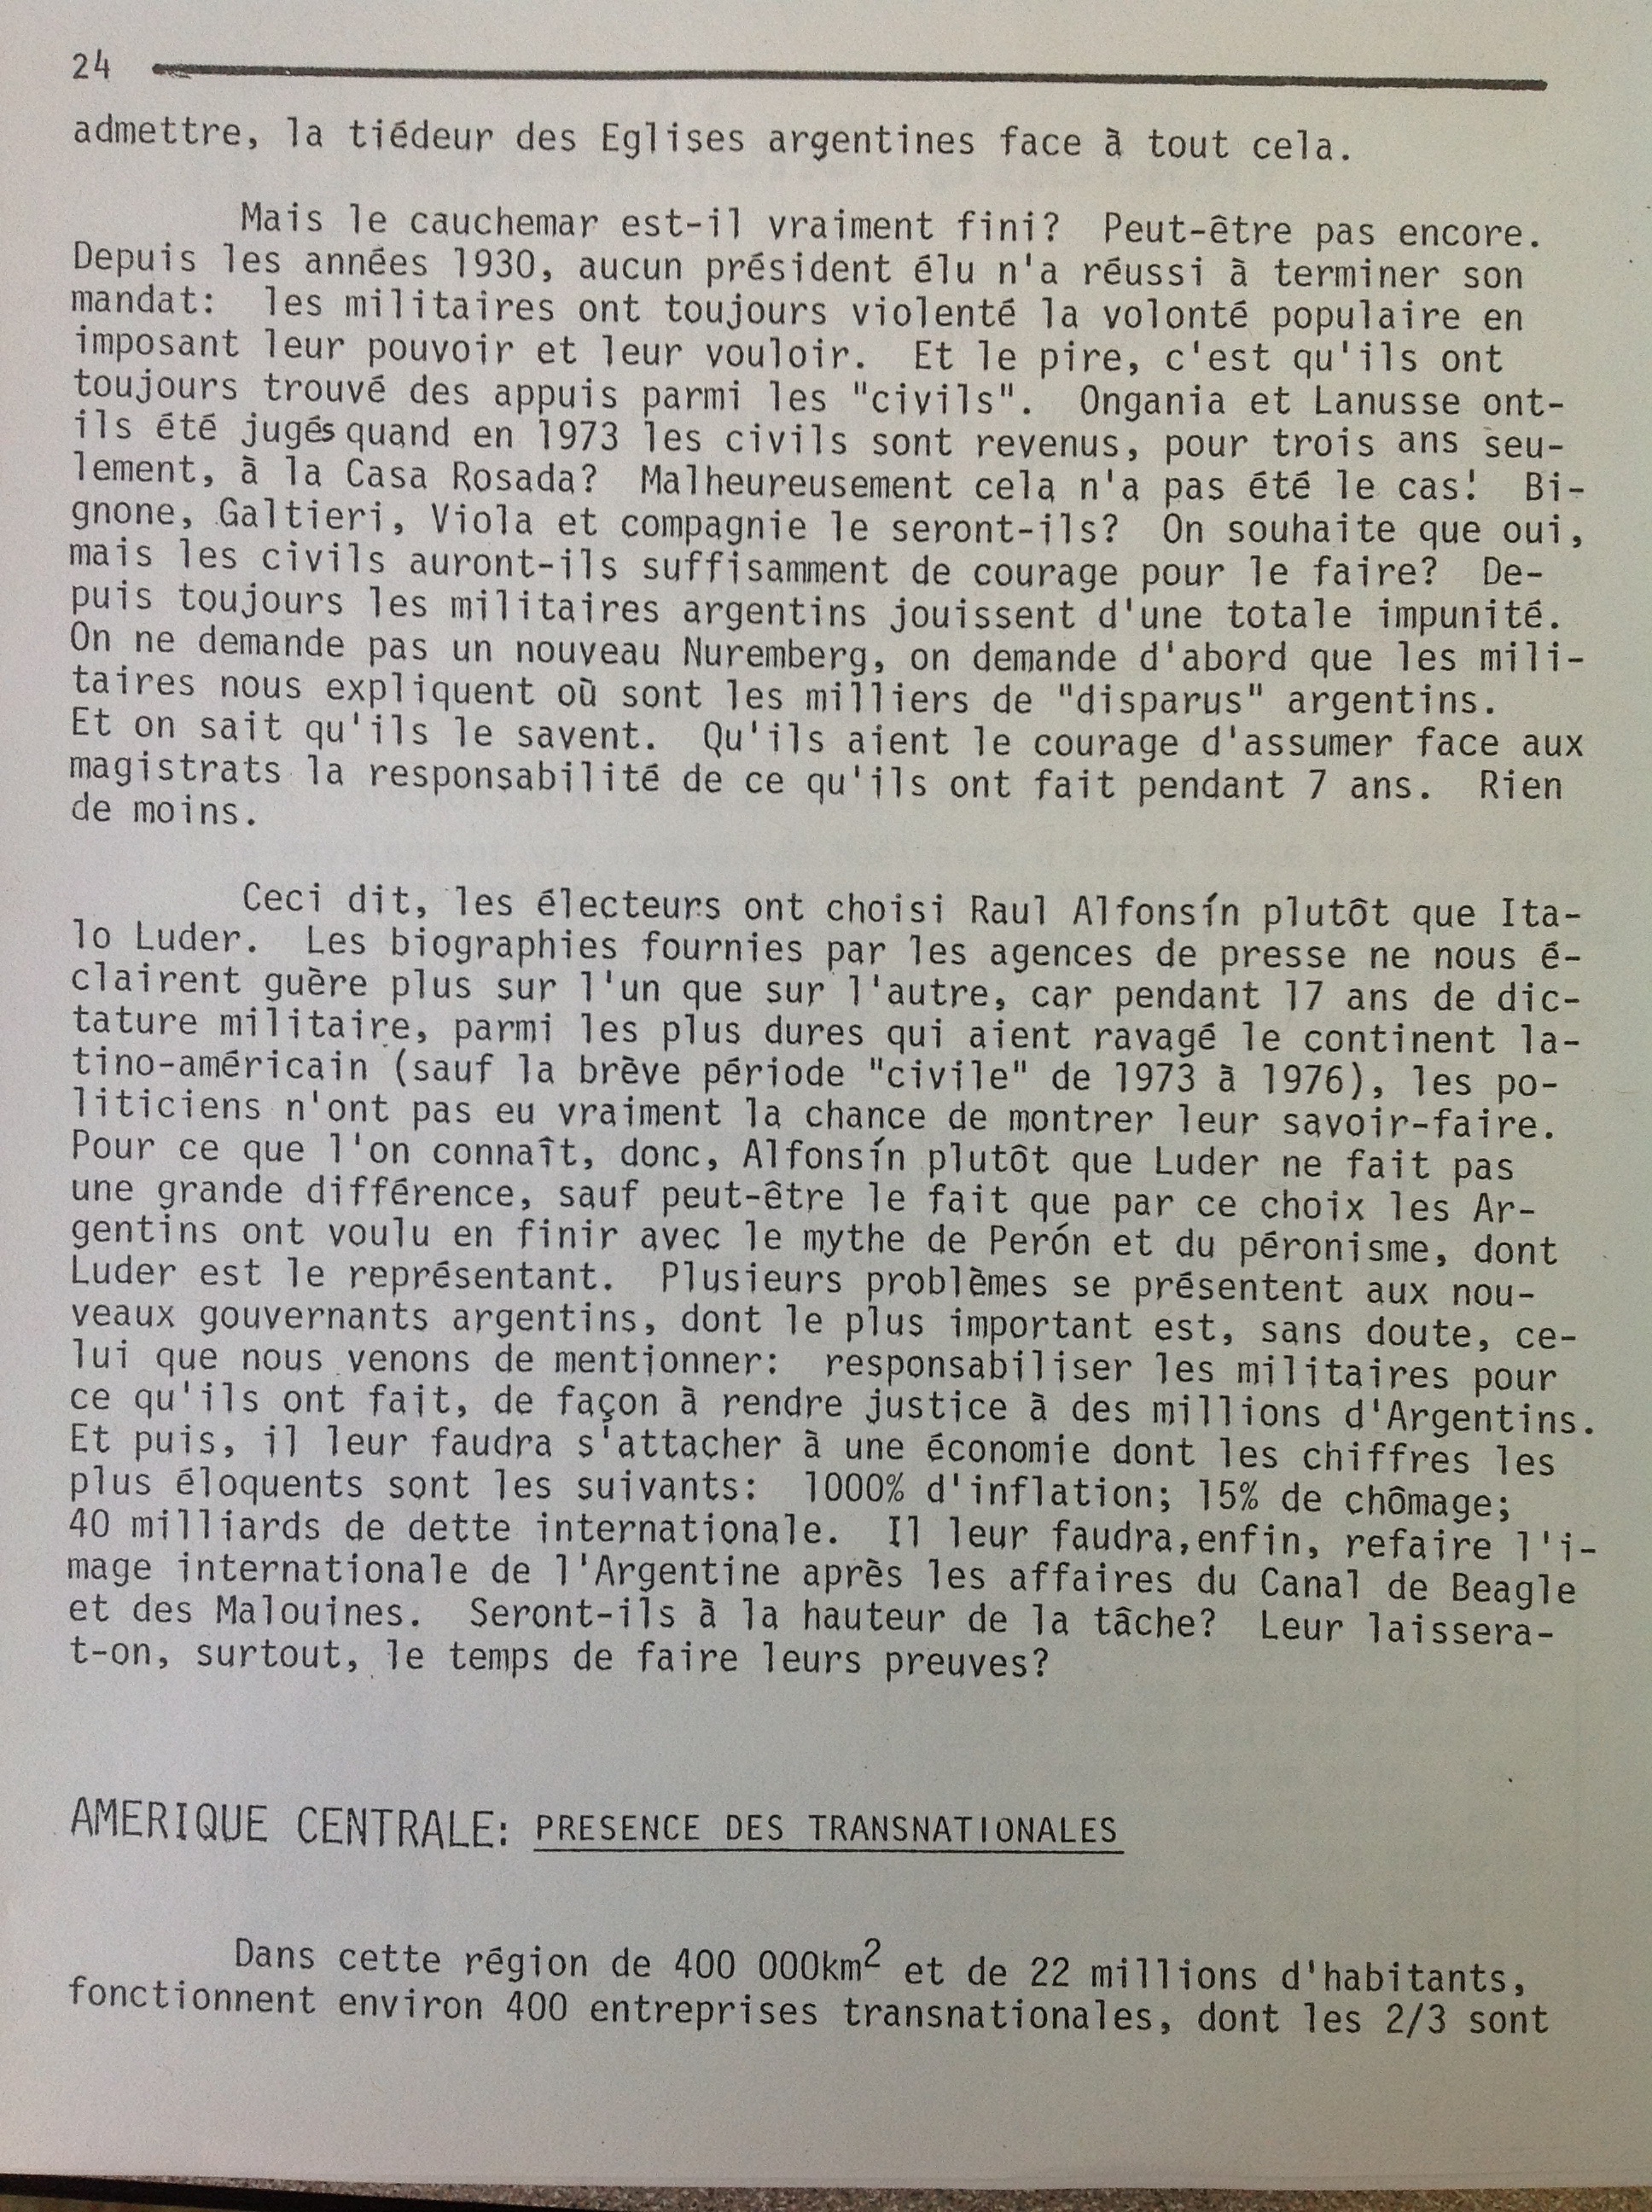 24
admettre, la tiédeur des Eglises argentines face à tout cela.
Mais le cauchemar est-il vraiment fini? Peut-être pas encore.
Depuis les années 1930, aucun président élu n'a réussi à terminer son
mandat: les militaires ont toujours violenté la volonté populaire en
imposant leur pouvoir et leur vouloir. Et le pire, c'est qu'ils ont
toujours trouvé des appuis parmi les "civils". Ongania et Lanusse ont-
ils été jugés quand en 1973 les civils sont revenus, pour trois ans seu-
lement, à la Casa Rosada? Malheureusement cela n'a pas été le cas! Bi-
gnone, Galtieri, Viola et compagnie le seront-ils? On souhaite que oui,
mais les civils auront-ils suffisamment de courage pour le faire? De-
puis toujours les militaires argentins jouissent d'une totale impunité.
On ne demande pas un nouveau Nuremberg, on demande d'abord que les mili-
taires nous expliquent où sont les milliers de "disparus" argentins.
Et on sait qu'ils le savent. Qu'ils aient le courage d'assumer face aux
magistrats la responsabilité de ce qu'ils ont fait pendant 7 ans. Rien
de moins.
Ceci dit, les électeurs ont choisi Raul Alfonsín plutôt que Ita-
lo Luder. Les biographies fournies par les agences de presse ne nous é-
clairent guère plus sur l'un que sur l'autre, car pendant 17 ans de dic-
tature militaire, parmi les plus dures qui aient ravagé le continent la-
tino-américain (sauf la brève période "civile" de 1973 à 1976), les po-
liticiens n'ont pas eu vraiment la chance de montrer leur savoir-faire.
Pour ce que l'on connaît, donc, Alfonsín plutôt que Luder ne fait pas
une grande différence, sauf peut-être le fait que par ce choix les Ar-
gentins ont voulu en finir avec le mythe de Perón et du péronisme, dont
Luder est le représentant. Plusieurs problèmes se présentent aux nou-
veaux gouvernants argentins, dont le plus important est, sans doute, ce-
lui que nous venons de mentionner: responsabiliser les militaires pour
ce qu'ils ont fait, de façon à rendre justice à des millions d'Argentins.
Et puis, il leur faudra s'attacher à une économie dont les chiffres les
plus éloquents sont les suivants: 1000% d'inflation; 15% de chômage;
40 milliards de dette internationale. Il leur faudra,enfin, refaire l'i-
mage internationale de l'Argentine après les affaires du Canal de Beagle
et des Malouines. Seront-ils à la hauteur de la tâche? Leur laissera-
t-on, surtout, le temps de faire leurs preuves?
AMERIQUE CENTRALE: PRESENCE DES TRANSNATIONALES
Dans cette région de 400 000km² et de 22 millions d'habitants,
fonctionnent environ 400 entreprises transnationales, dont les 2/3 sont